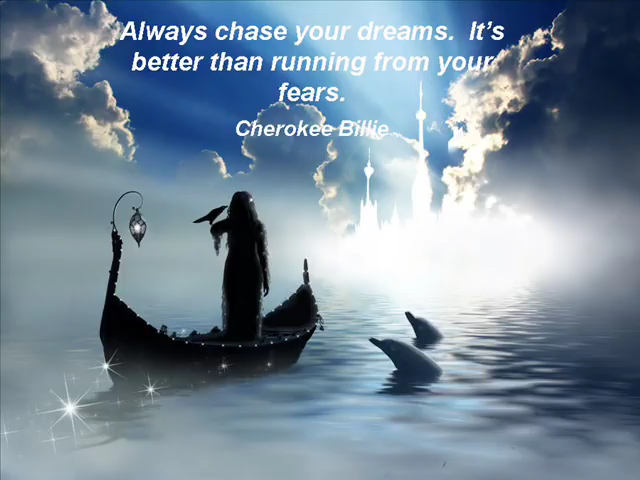 Always chase your dreams.  It’s
better than running from your
fears.
Cherokee Billie